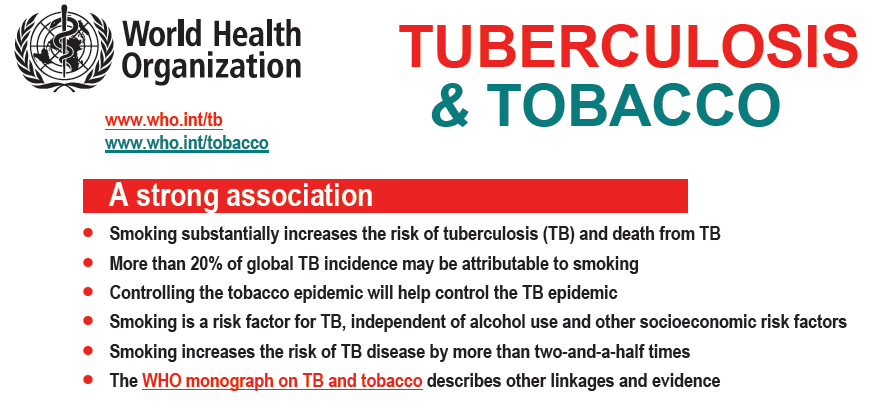 World Health
Organization
TUBERCULOSIS
& TOBACCO
www.who.int/tb
www.who.int/tobacco
A strong association
• Smoking substantially increases the risk of tuberculosis (TB) and death from TB
• More than 20% of global TB incidence may be attributable to smoking
• Controlling the tobacco epidemic will help control the TB epidemic
• Smoking is a risk factor for TB, independent of alcohol use and other socioeconomic risk factors
• Smoking increases the risk of TB disease by more than two-and-a-half times
• The WHO monograph on TB and tobacco describes other linkages and evidence